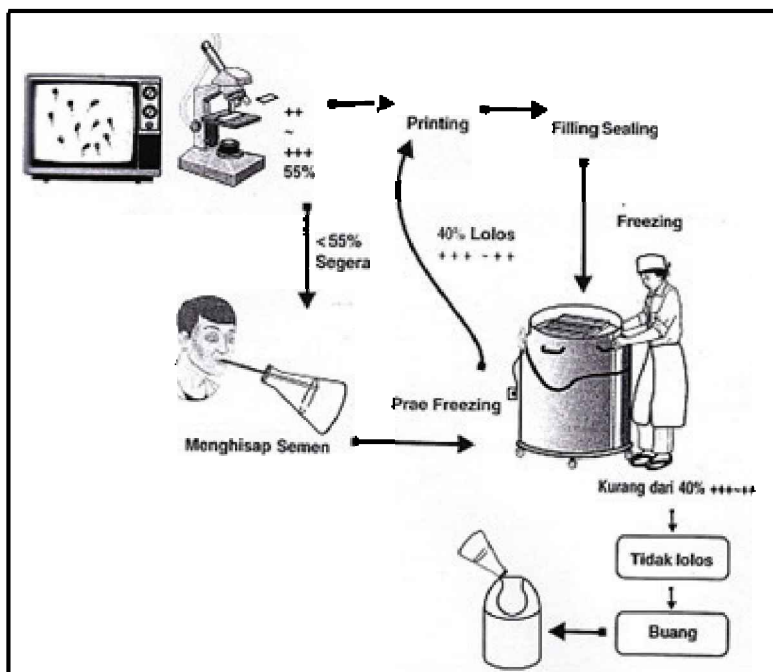 ++
~
+++
55%
Printing
Filling Sealing
< 55%
Segera
40% Lolos
+ + + ~ + +
Freezing
Prae Freezing
Menghisap Semen
Kurang dari 40% +++~++
Tidak lolos
Buang